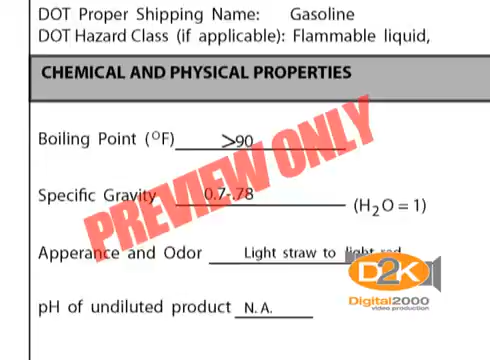 DOT Proper Shipping Name: Gasoline
DOT Hazard Class (if applicable): Flammable liquid,
CHEMICAL AND PHYSICAL PROPERTIES
Boiling Point (°F) >90
Specific Gravity 0.7-.78 (H₂O = 1)
Apperance and Odor Light straw to light red
pH of undiluted product N.A.
PREVIEW ONLY
D2K
Digital2000
video production